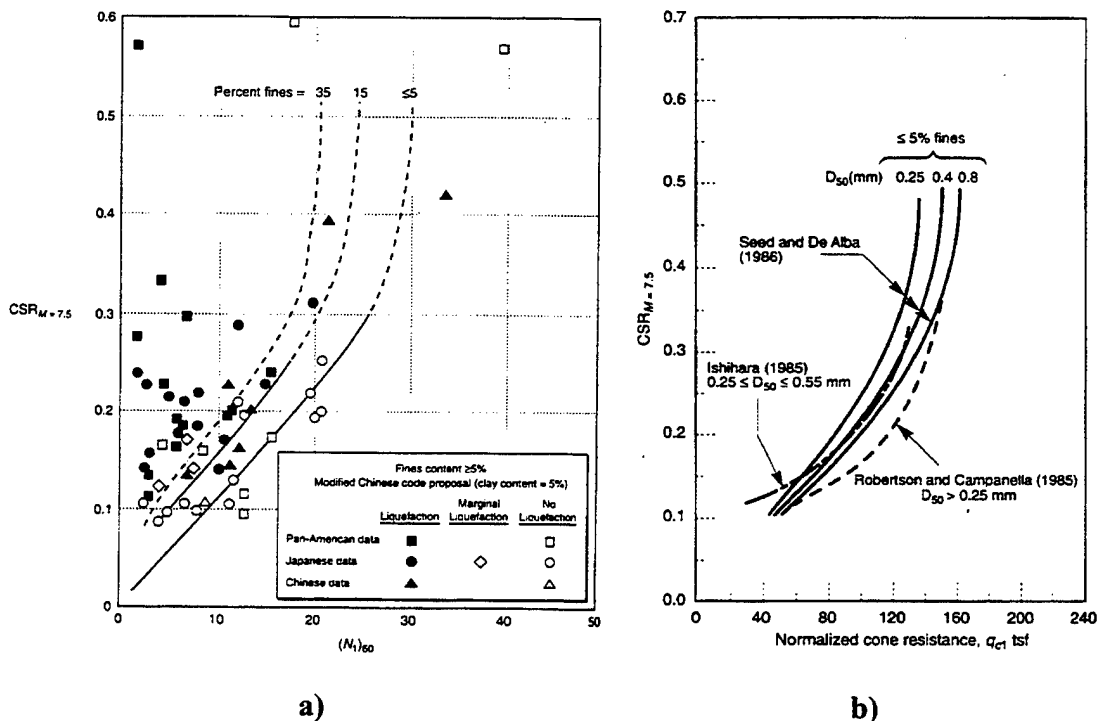 0.6
Percent fines = 35 15 ≤5
0.5
0.4
CSR_M = 7.5
0.3
0.2
0.1
0
0 10 20 30 40 50
(N₁)₆₀
Fines content ≥5%
Modified Chinese code proposal (clay content = 5%)
Liquefaction
Marginal
Liquefaction
No
Liquefaction
Pan-American data
Japanese data
Chinese data
a)
0.7
0.6
≤ 5% fines
D₅₀(mm) 0.25 0.4 0.8
0.5
Seed and De Alba
(1986)
0.4
CSR_M = 7.5
0.3
Ishihara (1985)
0.25 ≤ D₅₀ ≤ 0.55 mm
0.2
Robertson and Campanella (1985)
D₅₀ > 0.25 mm
0.1
0.0
0 40 80 120 160 200 240
Normalized cone resistance, q_c1 tsf
b)